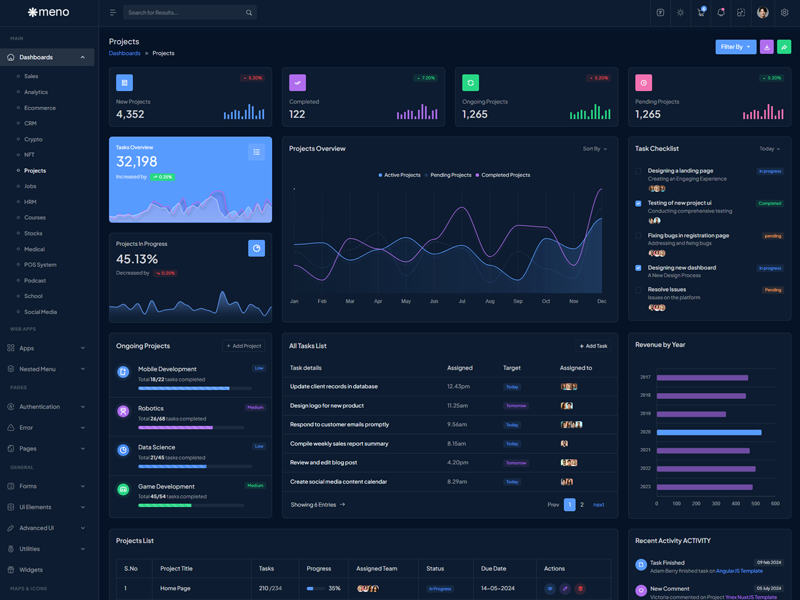 meno
Search for Results...
6
MAIN
Dashboards
Sales
Analytics
Ecommerce
CRM
Crypto
NFT
Projects
Jobs
HRM
Courses
Stocks
Medical
POS System
Podcast
School
Social Media
WEB APPS
Apps
Nested Menu
PAGES
Authentication
Error
Pages
GENERAL
Forms
UI Elements
Advanced UI
Utilities
Widgets
MAPS & ICONS
Projects
Dashboards » Projects
Filter By
5.20%
New Projects
4,352
7.20%
Completed
122
5.20%
Ongoing Projects
1,265
5.20%
Pending Projects
1,265
Tasks Overview
32,198
Increased by 0.25%
Projects In Progress
45.13%
Decreased by 0.25%
Projects Overview
Sort By
Active Projects Pending Projects Completed Projects
Jan Feb Mar Apr May Jun Jul Aug Sep Oct Nov Dec
Task Checklist
Today
Designing a landing page
In progress
Creating an Engaging Experience
Testing of new project ui
Completed
Conducting comprehensive testing
Fixing bugs in registration page
pending
Addressing and fixing bugs
Designing new dashboard
In progress
A New Design Process
Resolve Issues
Pending
Issues on the platform
Ongoing Projects
+ Add Project
Mobile Development
Low
Total 18/22 tasks completed
Robotics
Medium
Total 26/68 tasks completed
Data Science
Low
Total 21/45 tasks completed
Game Development
Medium
Total 45/54 tasks completed
All Tasks List
+ Add Task
Task details Assigned Target Assigned to
Update client records in database 12.43pm Today
Design logo for new product 11.25am Tomorrow
Respond to customer emails promptly 9.56am Today
Compile weekly sales report summary 8.15am Today
Review and edit blog post 4.20pm Tomorrow
Create social media content calendar 8.29am Today
Showing 6 Entries →
Prev 1 2 next
Revenue by Year
2017
2018
2019
2020
2021
2022
2023
0 100 200 300 400 500 600
Projects List
S.No Project Title Tasks Progress Assigned Team Status Due Date Actions
1 Home Page 210/234 35% In Progress 14-05-2024
Recent Activity ACTIVITY
Task Finished
09 Feb 2024
Adam Berry finished task on AngularJS Template
New Comment
05 July 2024
Victoria commented on Project Ynex NuxtJS Template